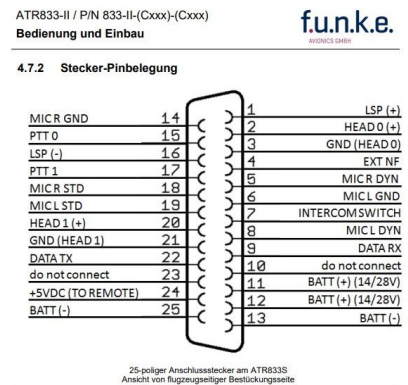 ATR833-II / P/N 833-II-(Cxxx)-(Cxxx)
Bedienung und Einbau
f.u.n.k.e.
AVIONICS GMBH
4.7.2 Stecker-Pinbelegung
MIC R GND 14
PTT 0 15
LSP (-) 16
PTT 1 17
MIC R STD 18
MIC L STD 19
HEAD 1 (+) 20
GND (HEAD 1) 21
DATA TX 22
do not connect 23
+5VDC (TO REMOTE) 24
BATT (-) 25
1 LSP (+)
2 HEAD 0 (+)
3 GND (HEAD 0)
4 EXT NF
5 MIC R DYN
6 MIC L GND
7 INTERCOM SWITCH
8 MIC L DYN
9 DATA RX
10 do not connect
11 BATT (+) (14/28V)
12 BATT (+) (14/28V)
13 BATT (-)
25-poliger Anschlussstecker am ATR833S
Ansicht von flugzeugseitiger Bestückungsseite